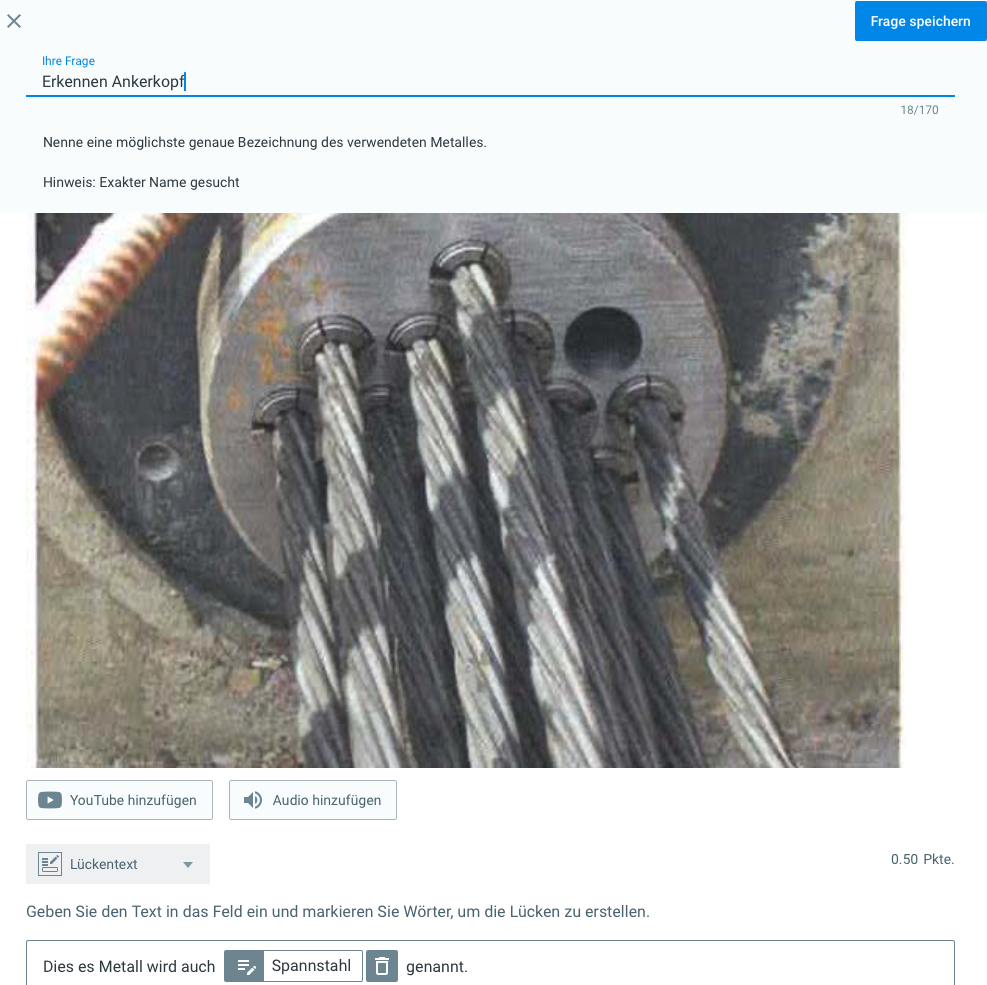 Frage speichern
Ihre Frage
Erkennen Ankerkopf
18/170
Nenne eine möglichste genaue Bezeichnung des verwendeten Metalles.
Hinweis: Exakter Name gesucht
YouTube hinzufügen
Audio hinzufügen
Lückentext
0.50 Pkte.
Geben Sie den Text in das Feld ein und markieren Sie Wörter, um die Lücken zu erstellen.
Dies es Metall wird auch Spannstahl genannt.